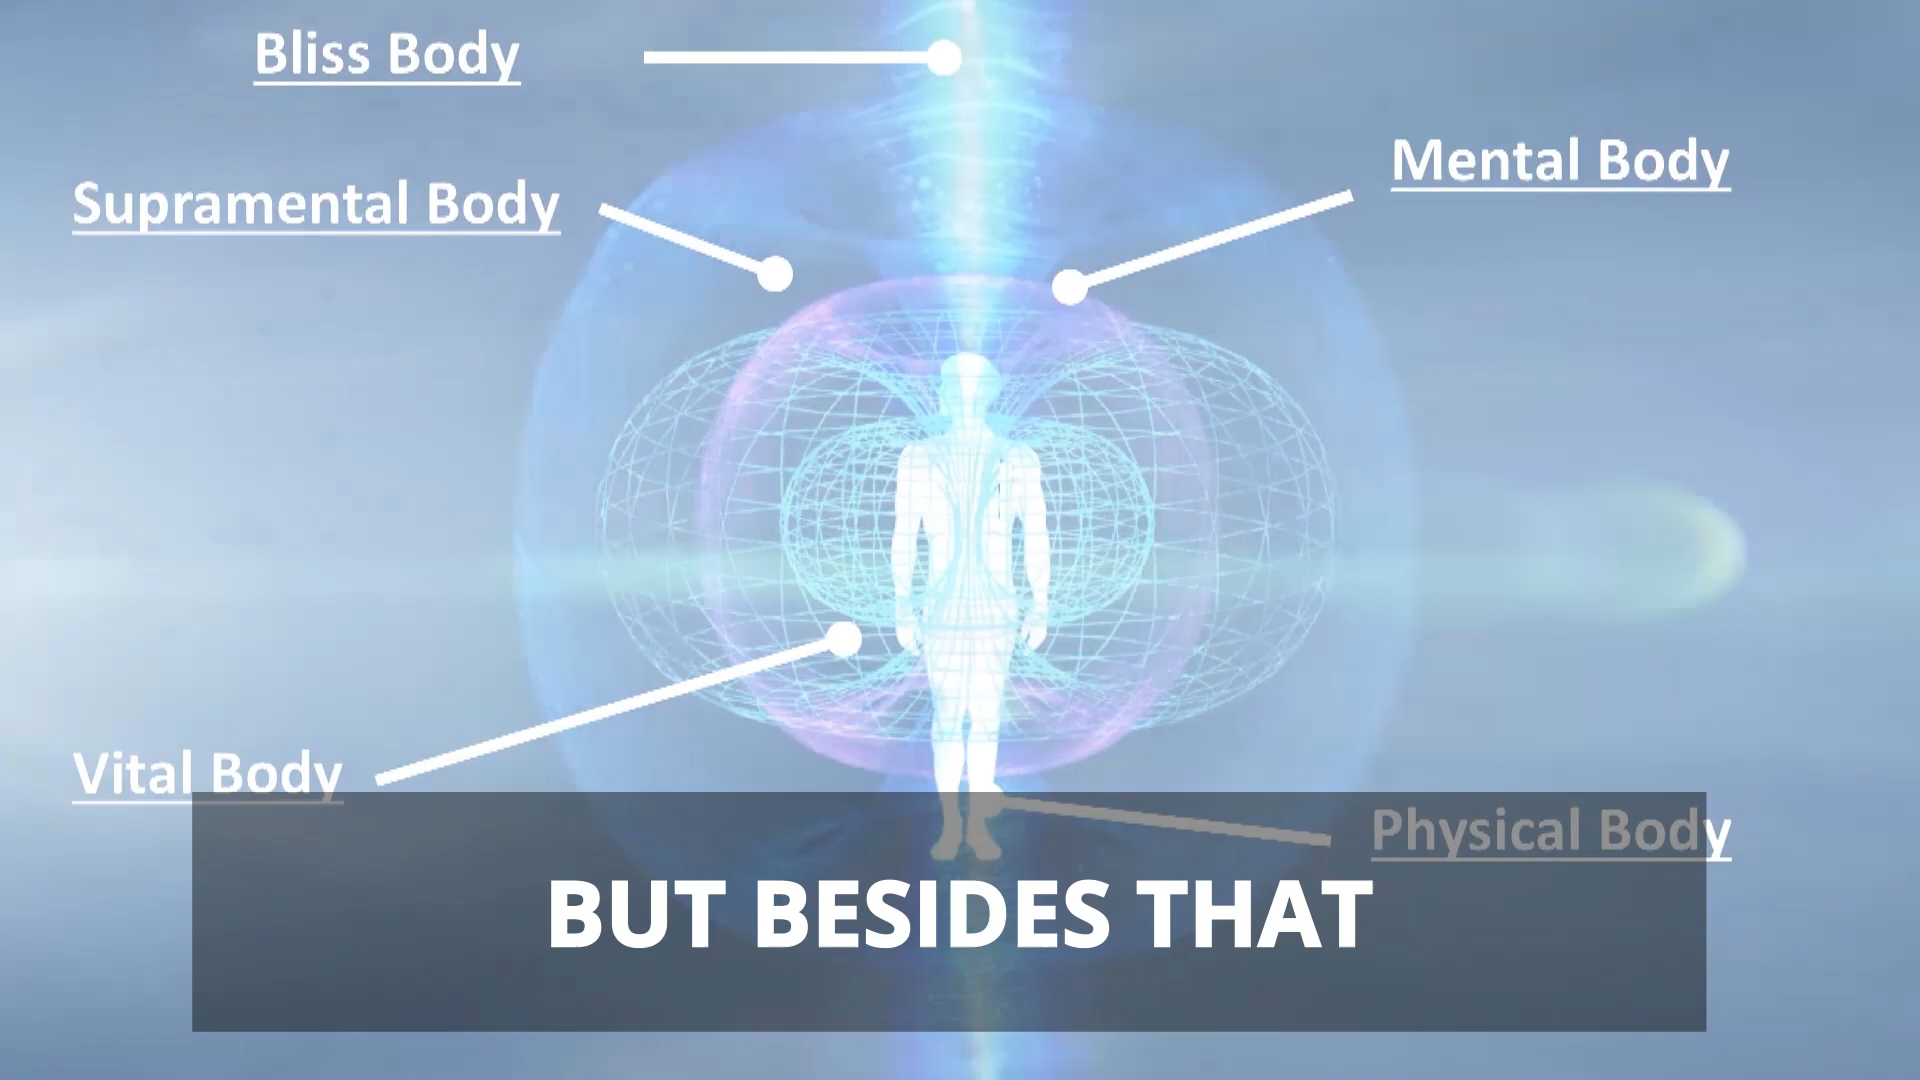 Bliss Body
Mental Body
Supramental Body
Vital Body
Physical Body
BUT BESIDES THAT